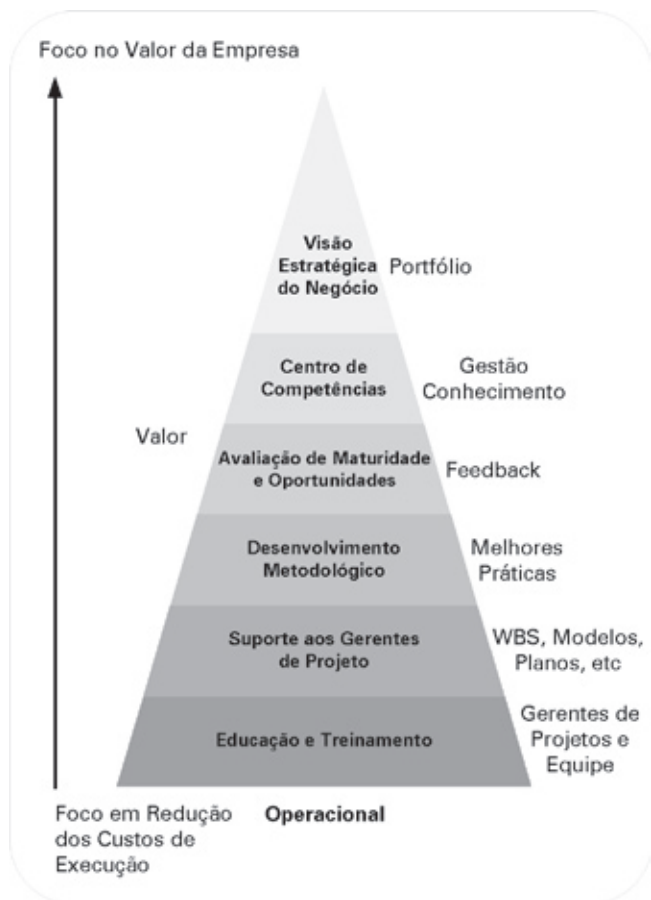 Foco no Valor da Empresa
Visão
Estratégica
do Negócio
Portfólio
Centro de
Competências
Gestão
Conhecimento
Valor
Avaliação de Maturidade
e Oportunidades
Feedback
Desenvolvimento
Metodológico
Melhores
Práticas
Suporte aos Gerentes
de Projeto
WBS, Modelos,
Planos, etc
Educação e Treinamento
Gerentes de
Projetos e
Equipe
Foco em Redução
dos Custos de
Execução
Operacional